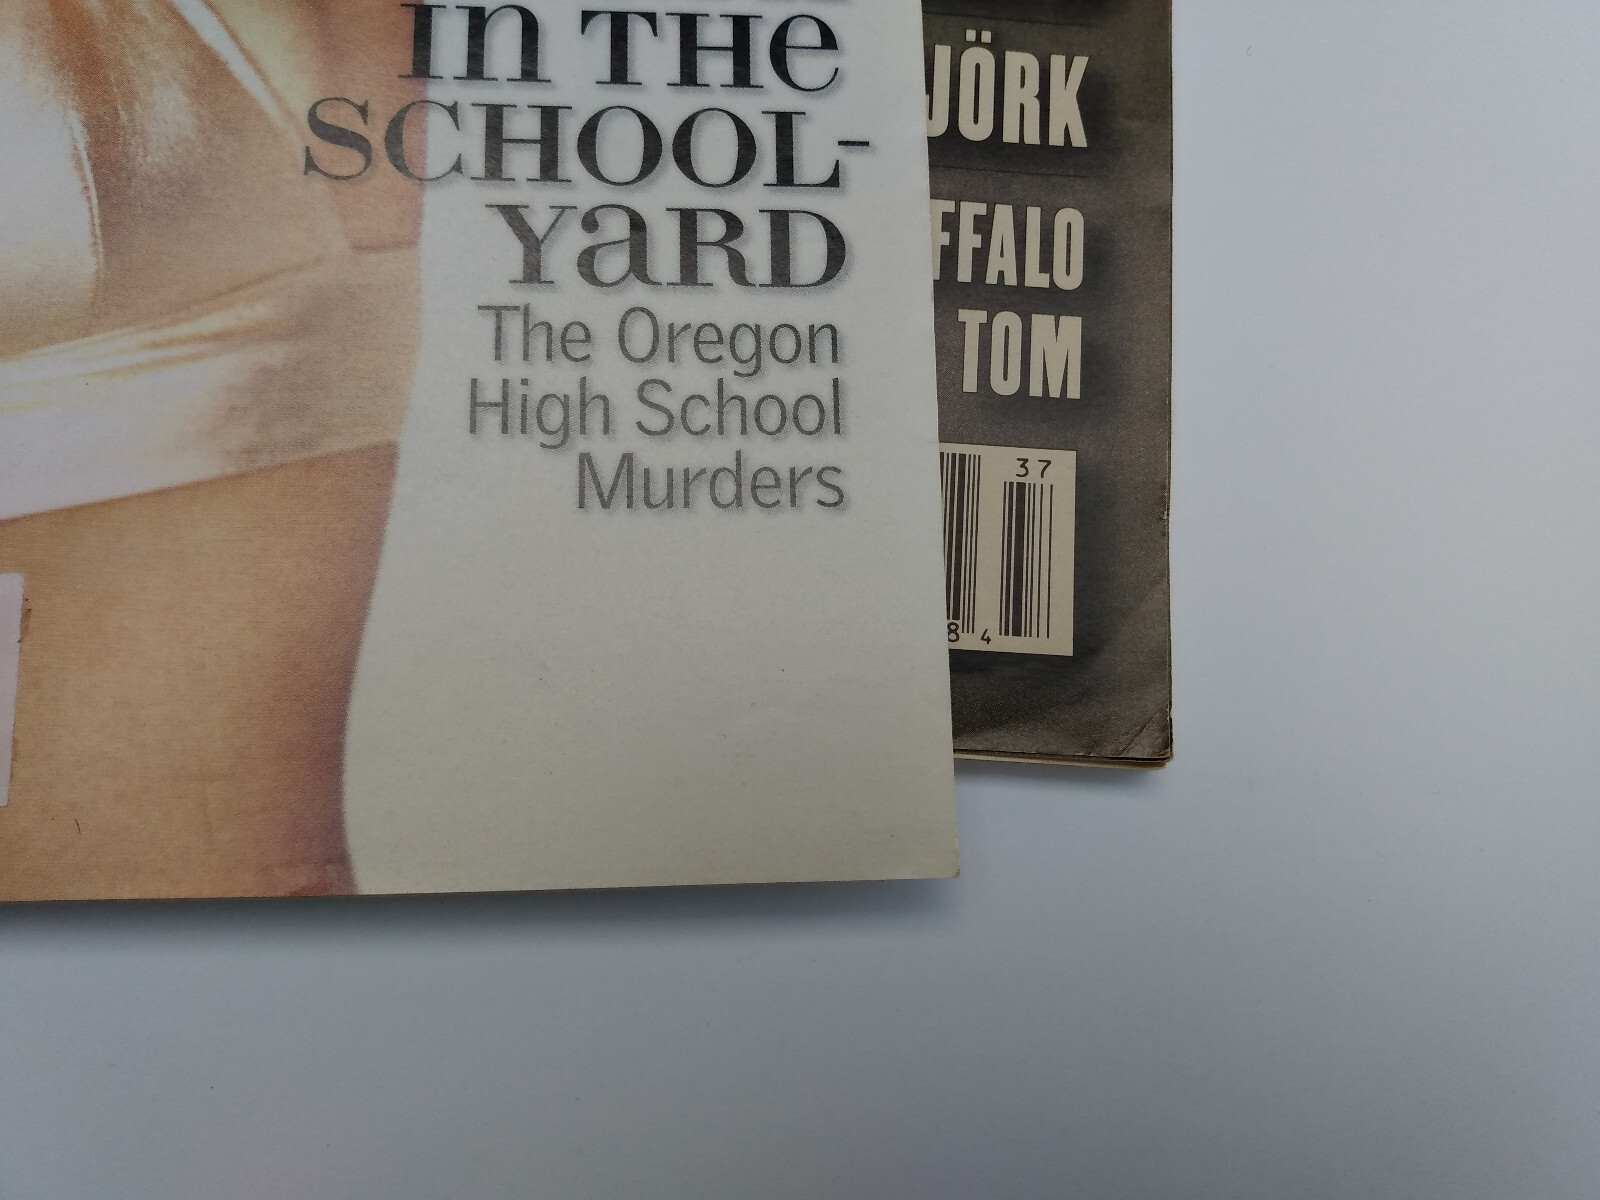 in THe
SCHOOL-
YaRD
The Oregon
High School
Murders
JÖRK
FFALO
TOM
37
8 4